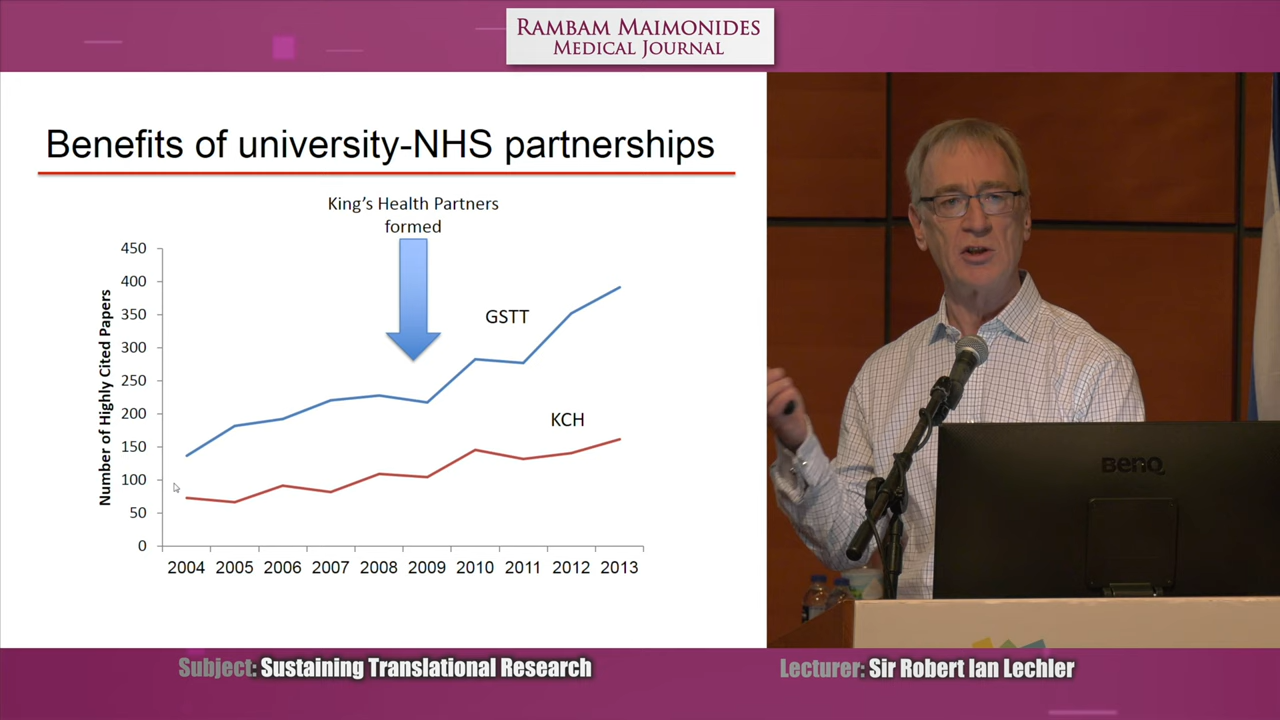 RAMBAM MAIMONIDES
MEDICAL JOURNAL
Benefits of university-NHS partnerships
King's Health Partners
formed
Number of Highly Cited Papers
450
400
350
300
250
200
150
100
50
0
GSTT
KCH
2004 2005 2006 2007 2008 2009 2010 2011 2012 2013
BenQ
Subject: Sustaining Translational Research
Lecturer: Sir Robert Ian Lechler